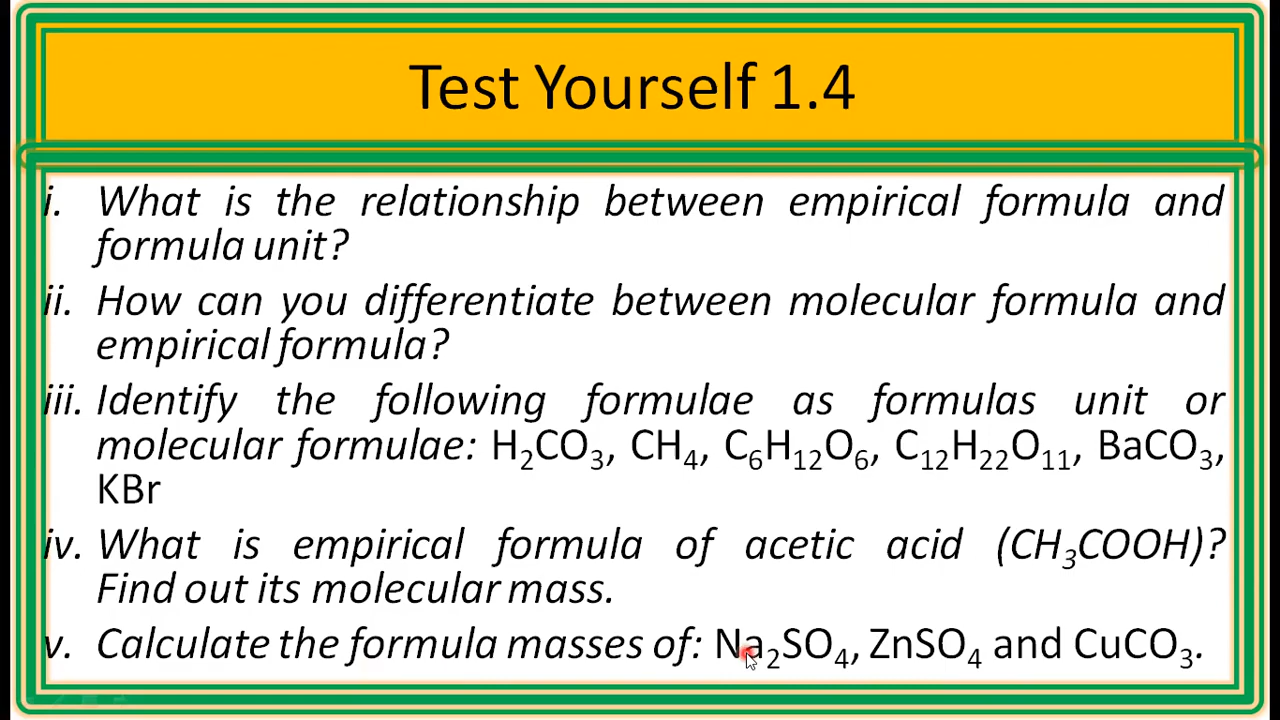 Test Yourself 1.4
i. What is the relationship between empirical formula and
formula unit?
ii. How can you differentiate between molecular formula and
empirical formula?
iii. Identify the following formulae as formulas unit or
molecular formulae: H₂CO₃, CH₄, C₆H₁₂O₆, C₁₂H₂₂O₁₁, BaCO₃,
KBr
iv. What is empirical formula of acetic acid (CH₃COOH)?
Find out its molecular mass.
v. Calculate the formula masses of: Na₂SO₄, ZnSO₄ and CuCO₃.